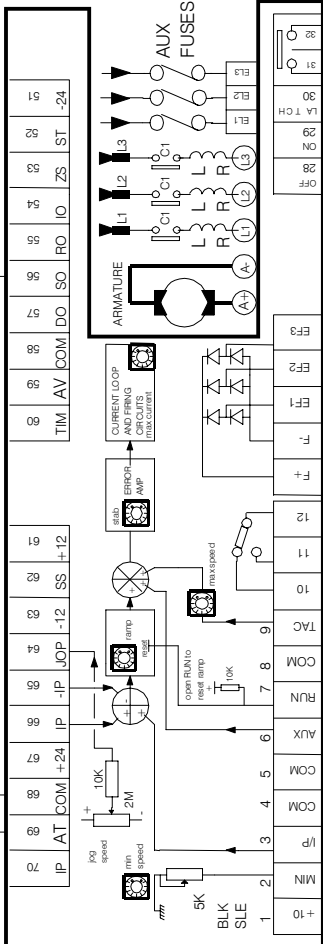 51 -24
52 ST
53 ZS
54 IO
55 RO
56 SO
57 DO
58 COM
59 AV
60 TIM
61 +12
62 SS
63 -12
64 JOP
65 -IP
66 IP
67 +24
68 COM
69 AT
70 IP
AUX
FUSES
EL3
EL2
EL1
L3
L2
L1
C1
C1
C1
L R
L R
L R
L3
L2
L1
ARMATURE
A-
A+
32
31
30
LATCH
29
ON
28
OFF
CURRENT LOOP
AND FIRING
CIRCUITS
max current
ERROR
AMP
stab
ramp
reset
max speed
open RUN to
reset ramp
10K
+
10K
2M
+
-
jog
speed
min
speed
5K
BLK
SLE
EF3
EF2
EF1
F-
F+
12
11
10
9 TAC
8 COM
7 RUN
6 AUX
5 COM
4 COM
3 I/P
2 MIN
1 +10